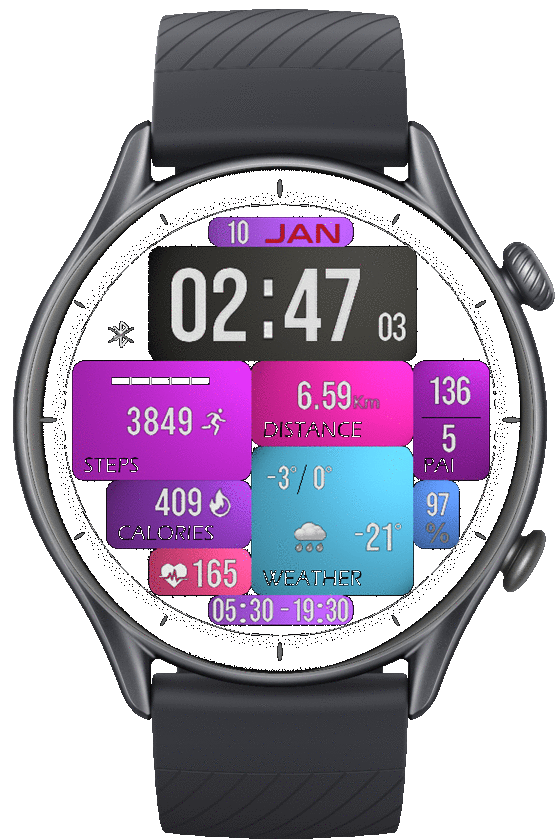 10 JAN
02:47 03
3849
STEPS
6.59Km
DISTANCE
136
5
PAI
409
CALORIES
-3°/0°
-21°
WEATHER
97
%
165
05:30-19:30